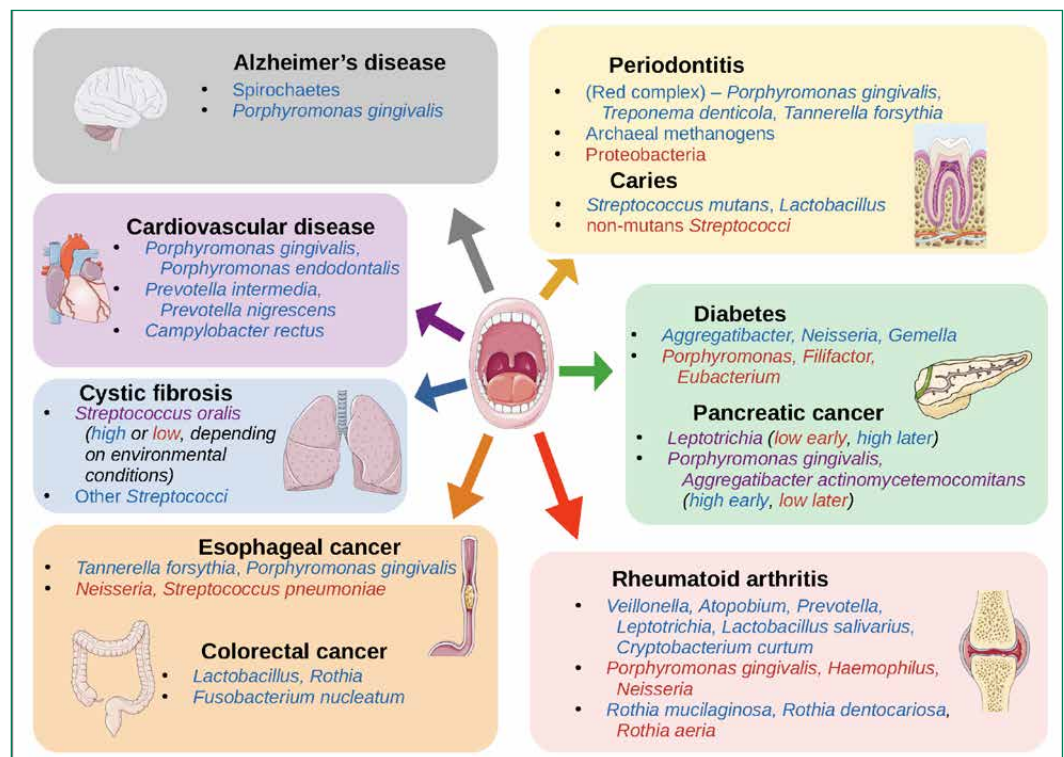 Alzheimer's disease
• Spirochaetes
• Porphyromonas gingivalis
Periodontitis
• (Red complex) – Porphyromonas gingivalis,
Treponema denticola, Tannerella forsythia
• Archaeal methanogens
• Proteobacteria
Caries
• Streptococcus mutans, Lactobacillus
• non-mutans Streptococci
Cardiovascular disease
• Porphyromonas gingivalis,
Porphyromonas endodontalis
• Prevotella intermedia,
Prevotella nigrescens
• Campylobacter rectus
Diabetes
• Aggregatibacter, Neisseria, Gemella
• Porphyromonas, Filifactor,
Eubacterium
Pancreatic cancer
• Leptotrichia (low early, high later)
• Porphyromonas gingivalis,
Aggregatibacter actinomycetemocomitans
(high early, low later)
Cystic fibrosis
• Streptococcus oralis
(high or low, depending
on environmental
conditions)
• Other Streptococci
Esophageal cancer
• Tannerella forsythia, Porphyromonas gingivalis
• Neisseria, Streptococcus pneumoniae
Colorectal cancer
• Lactobacillus, Rothia
• Fusobacterium nucleatum
Rheumatoid arthritis
• Veillonella, Atopobium, Prevotella,
Leptotrichia, Lactobacillus salivarius,
Cryptobacterium curtum
• Porphyromonas gingivalis, Haemophilus,
Neisseria
• Rothia mucilaginosa, Rothia dentocariosa,
Rothia aeria